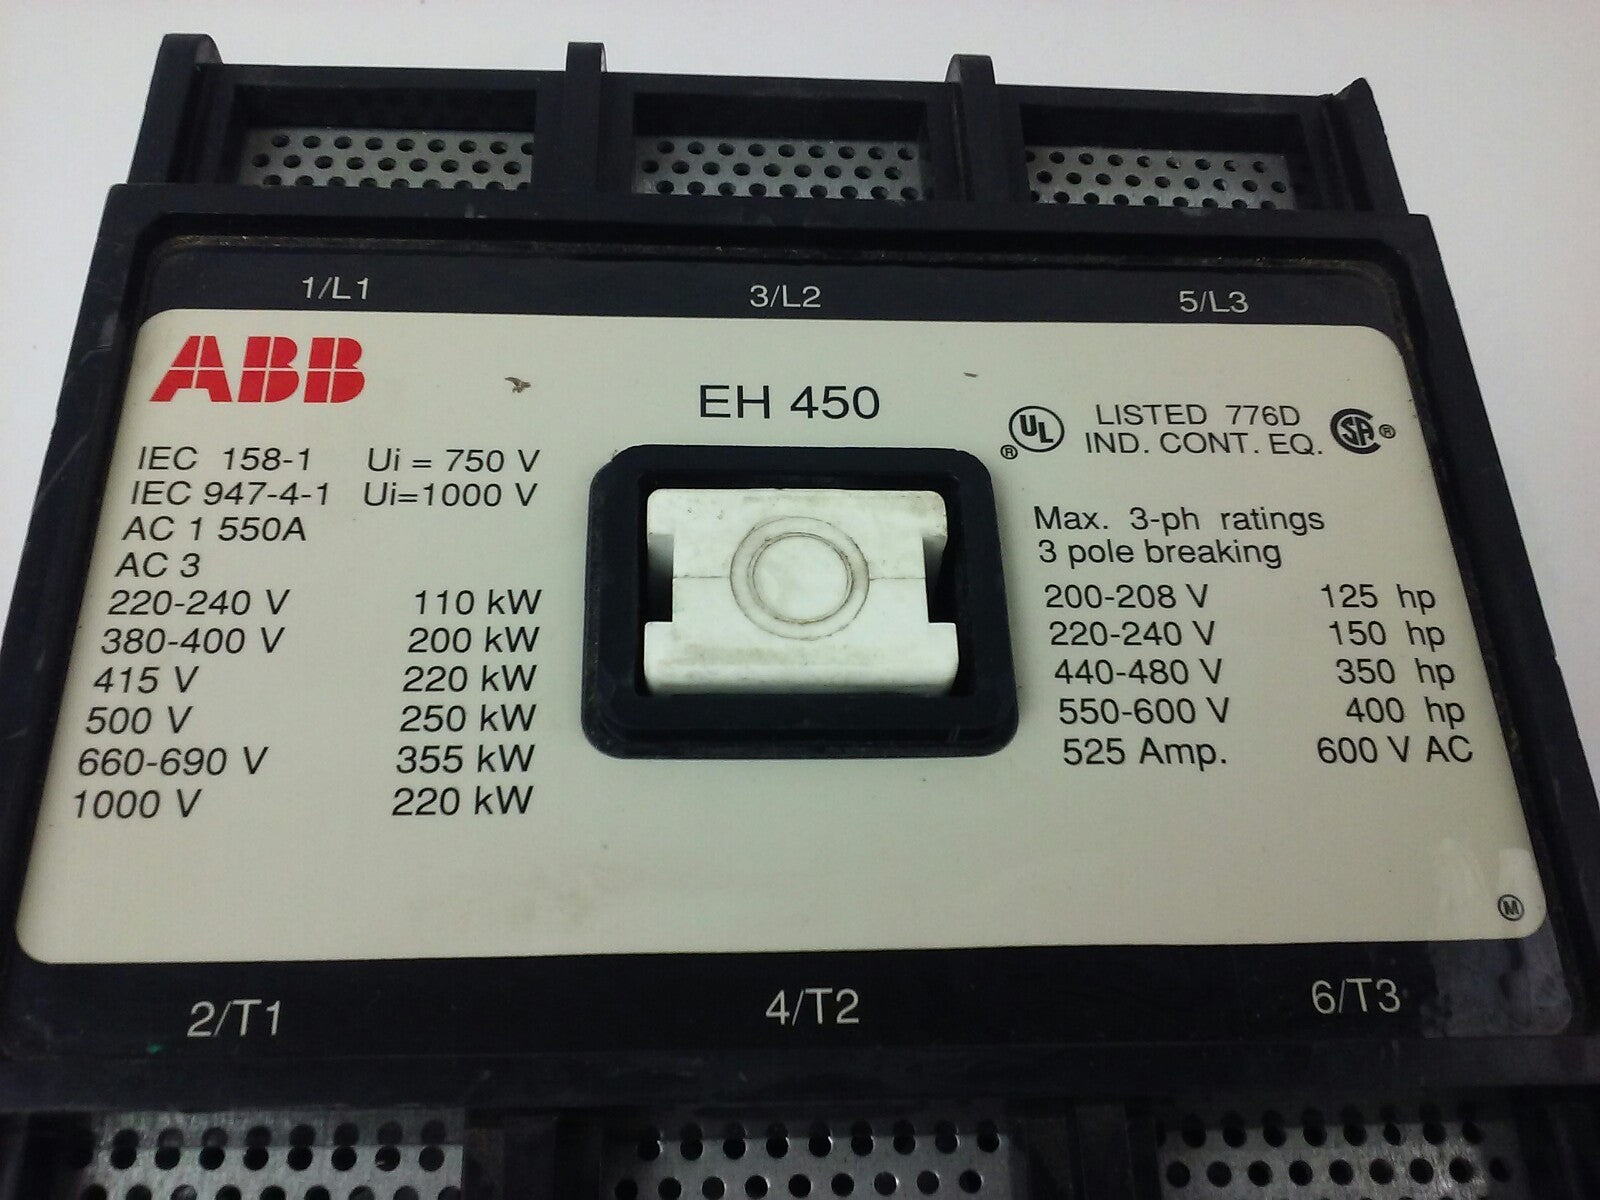 1/L1 3/L2 5/L3
ABB
EH 450
IEC 158-1 Ui = 750 V
IEC 947-4-1 Ui=1000 V
AC 1 550A
AC 3
220-240 V 110 kW
380-400 V 200 kW
415 V 220 kW
500 V 250 kW
660-690 V 355 kW
1000 V 220 kW
UL ® LISTED 776D SA ®
IND. CONT. EQ.
Max. 3-ph ratings
3 pole breaking
200-208 V 125 hp
220-240 V 150 hp
440-480 V 350 hp
550-600 V 400 hp
525 Amp. 600 V AC
M
2/T1 4/T2 6/T3